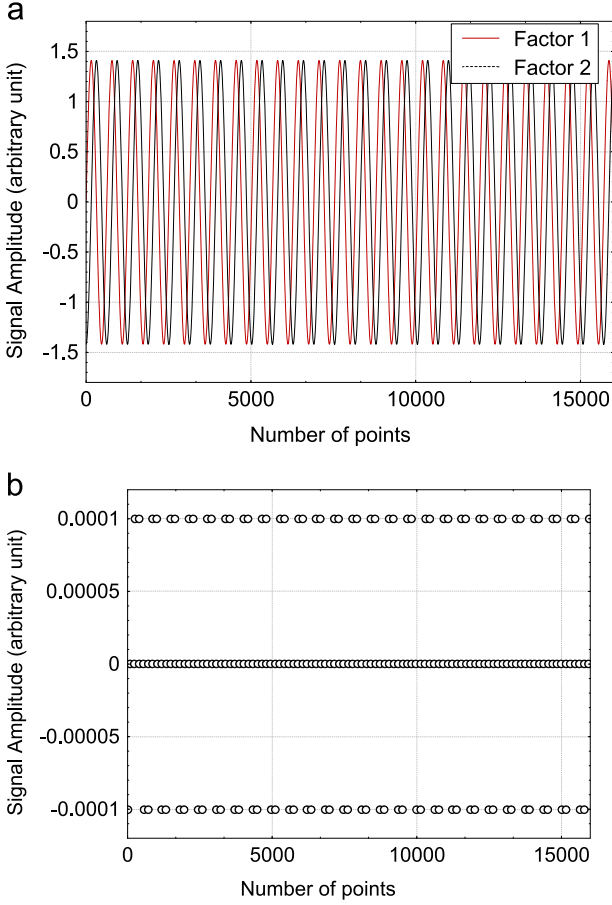 a
Signal Amplitude (arbitrary unit)
1.5
1
0.5
0
-0.5
-1
-1.5
Factor 1
Factor 2
0 5000 10000 15000
Number of points
b
Signal Amplitude (arbitrary unit)
0.0001
0.00005
0
-0.00005
-0.0001
0 5000 10000 15000
Number of points